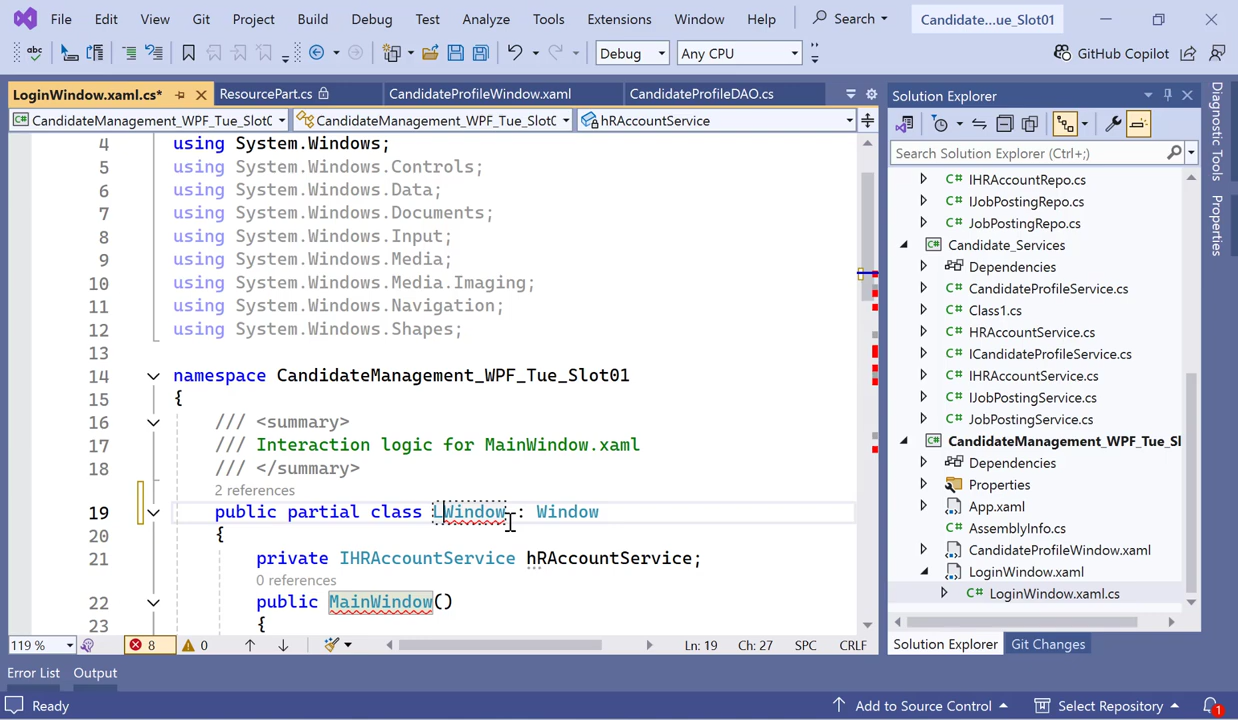 File Edit View Git Project Build Debug Test Analyze Tools Extensions Window Help Search Candidate...ue_Slot01
abc Debug Any CPU GitHub Copilot
LoginWindow.xaml.cs* ResourcePart.cs CandidateProfileWindow.xaml CandidateProfileDAO.cs
CandidateManagement_WPF_Tue_Slot0 CandidateManagement_WPF_Tue_Slot0 hRAccountService
4 using System.Windows;
5 using System.Windows.Controls;
6 using System.Windows.Data;
7 using System.Windows.Documents;
8 using System.Windows.Input;
9 using System.Windows.Media;
10 using System.Windows.Media.Imaging;
11 using System.Windows.Navigation;
12 using System.Windows.Shapes;
13
14 namespace CandidateManagement_WPF_Tue_Slot01
15 {
16 /// <summary>
17 /// Interaction logic for MainWindow.xaml
18 /// </summary>
2 references
19 public partial class LWindow : Window
20 {
21 private IHRAccountService hRAccountService;
0 references
22 public MainWindow()
23 {
119 % 8 0 Ln: 19 Ch: 27 SPC CRLF
Solution Explorer
Search Solution Explorer (Ctrl+;)
C# IHRAccountRepo.cs
C# IJobPostingRepo.cs
C# JobPostingRepo.cs
C# Candidate_Services
Dependencies
C# CandidateProfileService.cs
C# Class1.cs
C# HRAccountService.cs
C# ICandidateProfileService.cs
C# IHRAccountService.cs
C# IJobPostingService.cs
C# JobPostingService.cs
C# CandidateManagement_WPF_Tue_Sl
Dependencies
Properties
App.xaml
C# AssemblyInfo.cs
CandidateProfileWindow.xaml
LoginWindow.xaml
C# LoginWindow.xaml.cs
Solution Explorer Git Changes
Diagnostic Tools
Properties
Error List Output
Ready Add to Source Control Select Repository 1